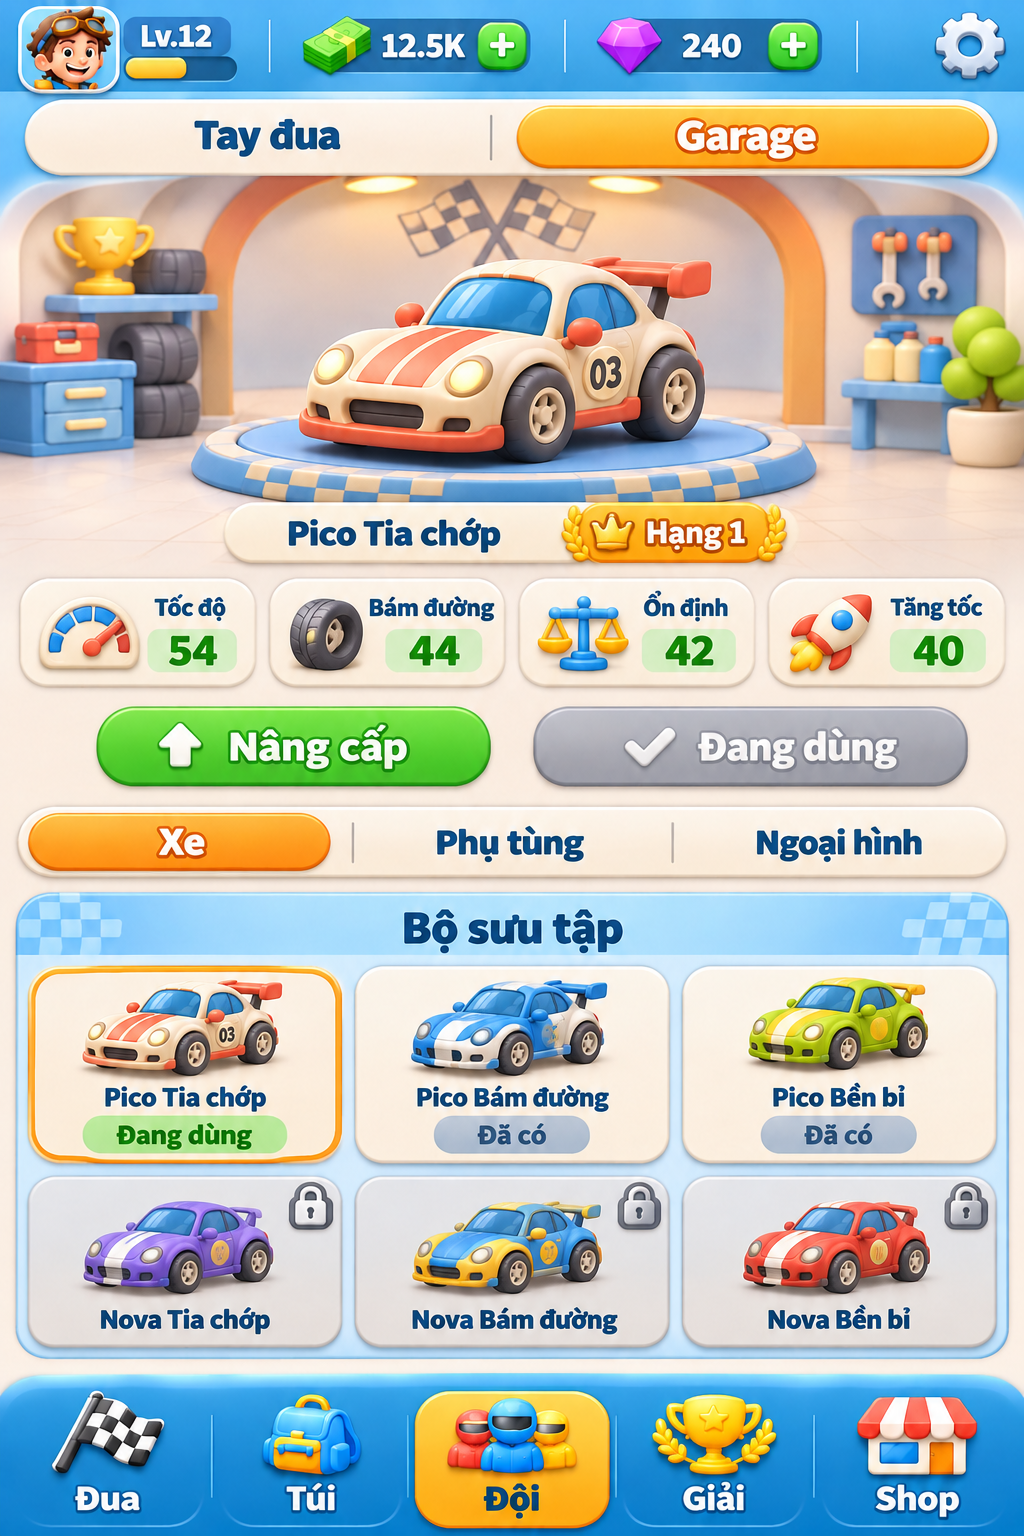 Lv.12
12.5K
240
Tay đua
Garage
03
Pico Tia chớp
Hạng 1
Tốc độ
54
Bám đường
44
Ổn định
42
Tăng tốc
40
Nâng cấp
Đang dùng
Xe
Phụ tùng
Ngoại hình
Bộ sưu tập
03
Pico Tia chớp
Đang dùng
Pico Bám đường
Đã có
Pico Bền bỉ
Đã có
Nova Tia chớp
Nova Bám đường
Nova Bền bỉ
Đua
Túi
Đội
Giải
Shop